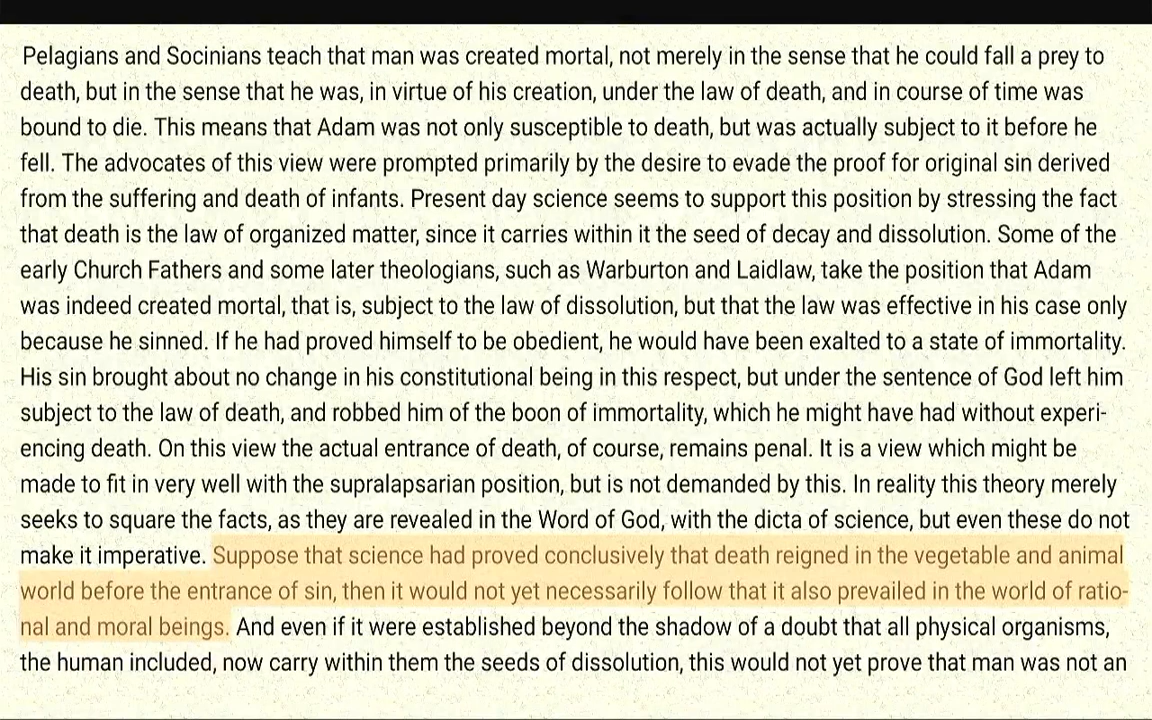 Pelagians and Socinians teach that man was created mortal, not merely in the sense that he could fall a prey to
death, but in the sense that he was, in virtue of his creation, under the law of death, and in course of time was
bound to die. This means that Adam was not only susceptible to death, but was actually subject to it before he
fell. The advocates of this view were prompted primarily by the desire to evade the proof for original sin derived
from the suffering and death of infants. Present day science seems to support this position by stressing the fact
that death is the law of organized matter, since it carries within it the seed of decay and dissolution. Some of the
early Church Fathers and some later theologians, such as Warburton and Laidlaw, take the position that Adam
was indeed created mortal, that is, subject to the law of dissolution, but that the law was effective in his case only
because he sinned. If he had proved himself to be obedient, he would have been exalted to a state of immortality.
His sin brought about no change in his constitutional being in this respect, but under the sentence of God left him
subject to the law of death, and robbed him of the boon of immortality, which he might have had without experi-
encing death. On this view the actual entrance of death, of course, remains penal. It is a view which might be
made to fit in very well with the supralapsarian position, but is not demanded by this. In reality this theory merely
seeks to square the facts, as they are revealed in the Word of God, with the dicta of science, but even these do not
make it imperative. Suppose that science had proved conclusively that death reigned in the vegetable and animal
world before the entrance of sin, then it would not yet necessarily follow that it also prevailed in the world of ratio-
nal and moral beings. And even if it were established beyond the shadow of a doubt that all physical organisms,
the human included, now carry within them the seeds of dissolution, this would not yet prove that man was not an